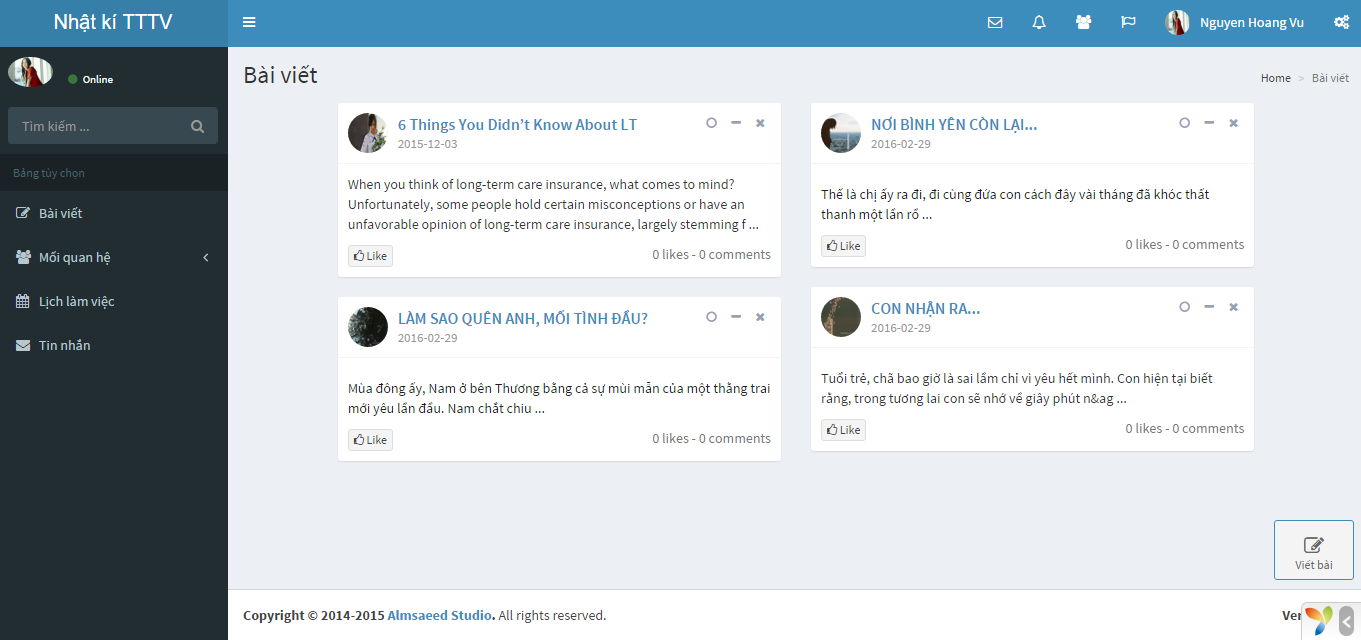 Nhật kí TTTV
Nguyen Hoang Vu
Online
Tìm kiếm ...
Bảng tùy chọn
Bài viết
Mối quan hệ
Lịch làm việc
Tin nhắn
Bài viết
Home > Bài viết
6 Things You Didn’t Know About LT
2015-12-03
When you think of long-term care insurance, what comes to mind?
Unfortunately, some people hold certain misconceptions or have an
unfavorable opinion of long-term care insurance, largely stemming f ...
Like
0 likes - 0 comments
NƠI BÌNH YÊN CÒN LẠI...
2016-02-29
Thế là chị ấy ra đi, đi cùng đứa con cách đây vài tháng đã khóc thất
thanh một lần rồ ...
Like
0 likes - 0 comments
LÀM SAO QUÊN ANH, MỐI TÌNH ĐẦU?
2016-02-29
Mùa đông ấy, Nam ở bên Thương bằng cả sự mùi mẫn của một thằng trai
mới yêu lần đầu. Nam chắt chiu ...
Like
0 likes - 0 comments
CON NHẬN RA...
2016-02-29
Tuổi trẻ, chã bao giờ là sai lầm chỉ vì yêu hết mình. Con hiện tại biết
rằng, trong tương lai con sẽ nhớ về giây phút n&ag ...
Like
0 likes - 0 comments
Viết bài
Copyright © 2014-2015 Almsaeed Studio. All rights reserved.